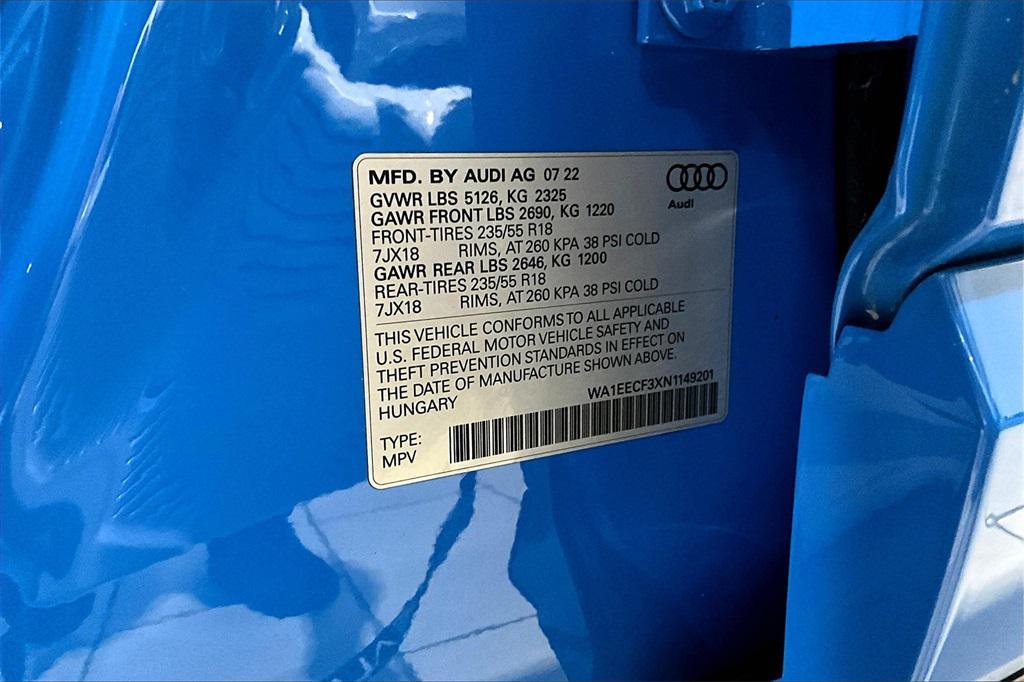 MFD. BY AUDI AG 07 22
GVWR LBS 5126, KG 2325
GAWR FRONT LBS 2690, KG 1220
FRONT-TIRES 235/55 R18
7JX18 RIMS, AT 260 KPA 38 PSI COLD
GAWR REAR LBS 2646, KG 1200
REAR-TIRES 235/55 R18
7JX18 RIMS, AT 260 KPA 38 PSI COLD
THIS VEHICLE CONFORMS TO ALL APPLICABLE
U.S. FEDERAL MOTOR VEHICLE SAFETY AND
THEFT PREVENTION STANDARDS IN EFFECT ON
THE DATE OF MANUFACTURE SHOWN ABOVE.
HUNGARY WA1EECF3XN1149201
TYPE:
MPV
Audi